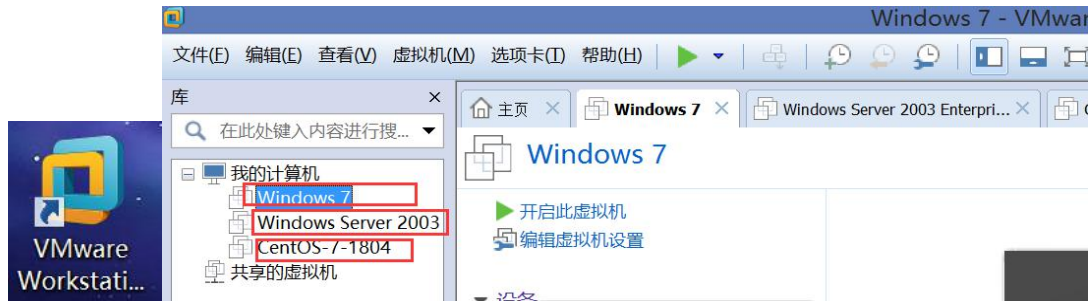 VMware
Workstati...
Windows 7 - VMwar
文件(F) 编辑(E) 查看(V) 虚拟机(M) 选项卡(T) 帮助(H)
库
在此处键入内容进行搜...
我的计算机
Windows 7
Windows Server 2003
CentOS-7-1804
共享的虚拟机
主页
Windows 7
Windows Server 2003 Enterpri...
Windows 7
开启此虚拟机
编辑虚拟机设置
设备